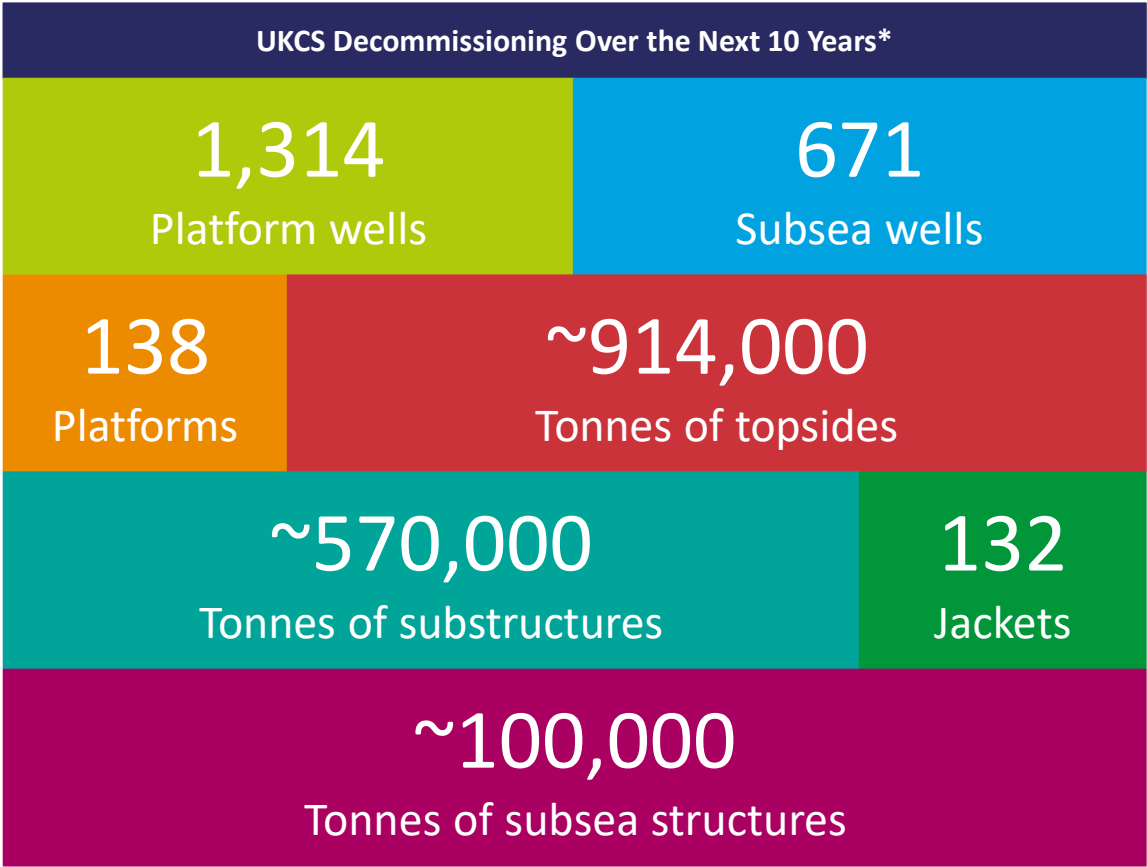 UKCS Decommissioning Over the Next 10 Years*
1,314
Platform wells
671
Subsea wells
138
Platforms
~914,000
Tonnes of topsides
~570,000
Tonnes of substructures
132
Jackets
~100,000
Tonnes of subsea structures